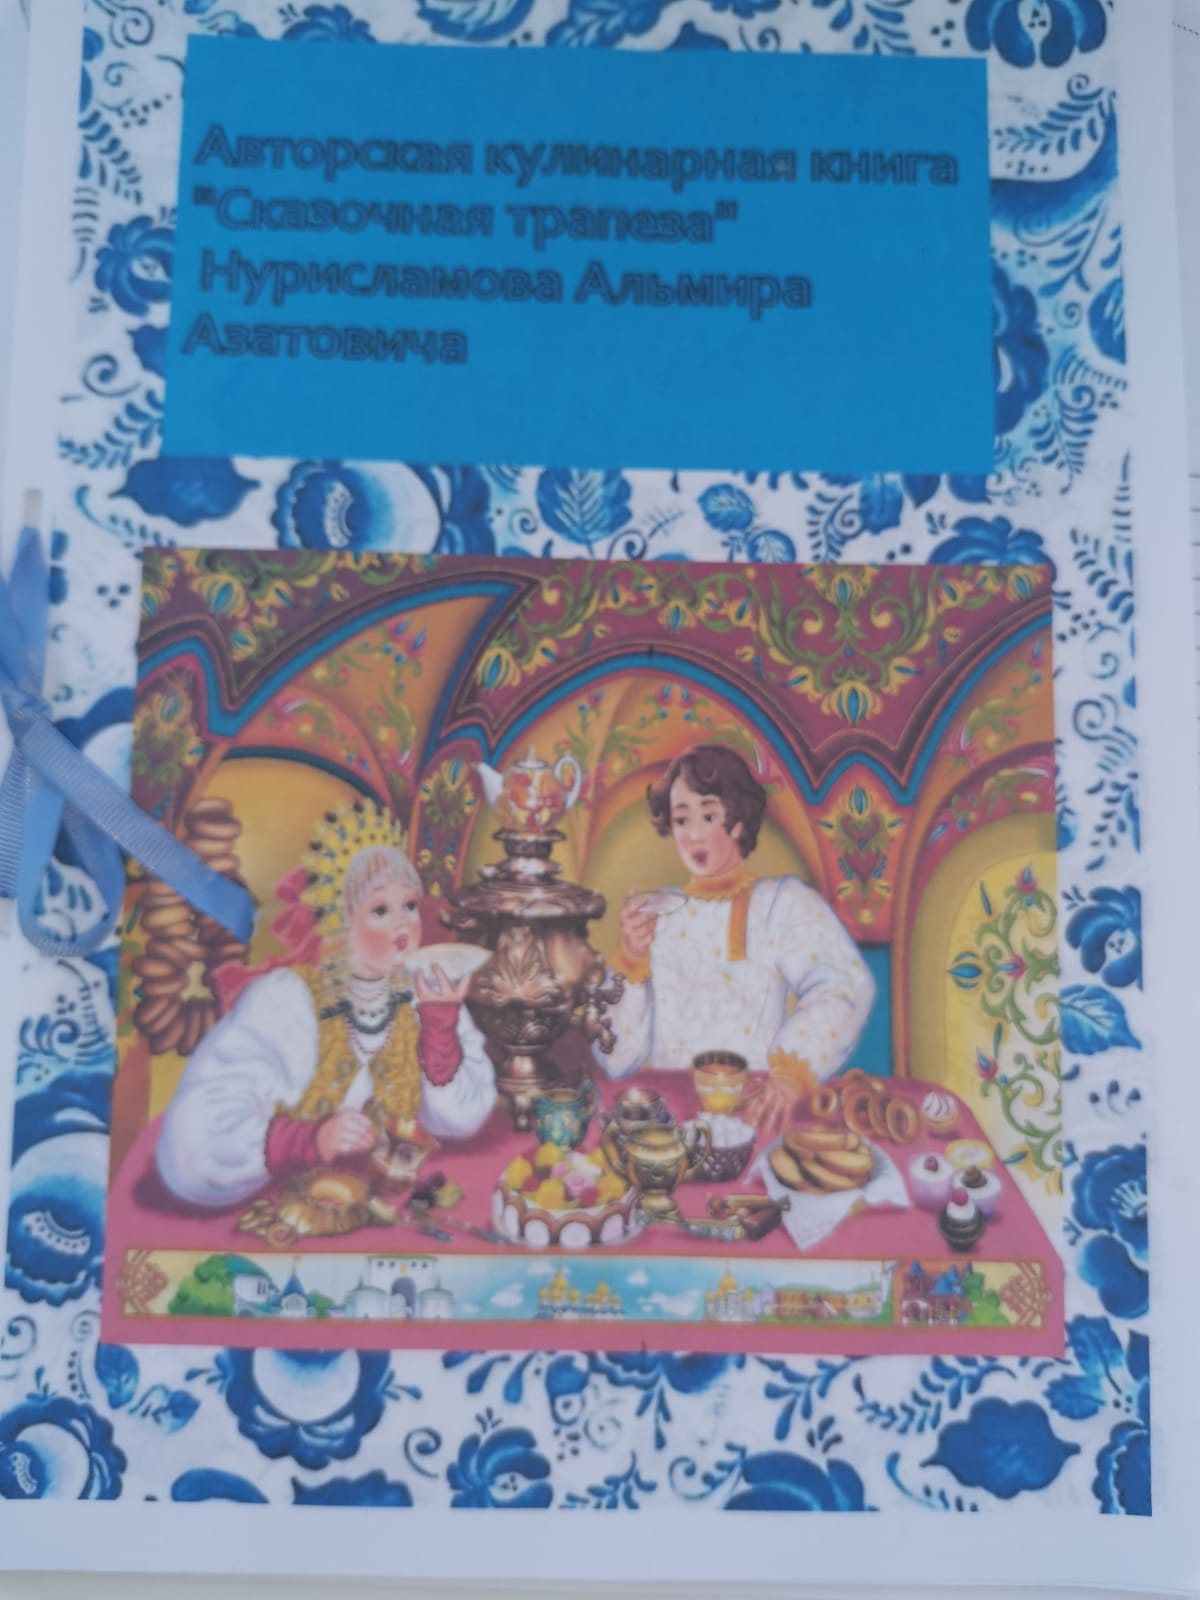 Авторская кулинарная книга
"Сказочная трапеза"
Нурисламова Альмира
Азатовича